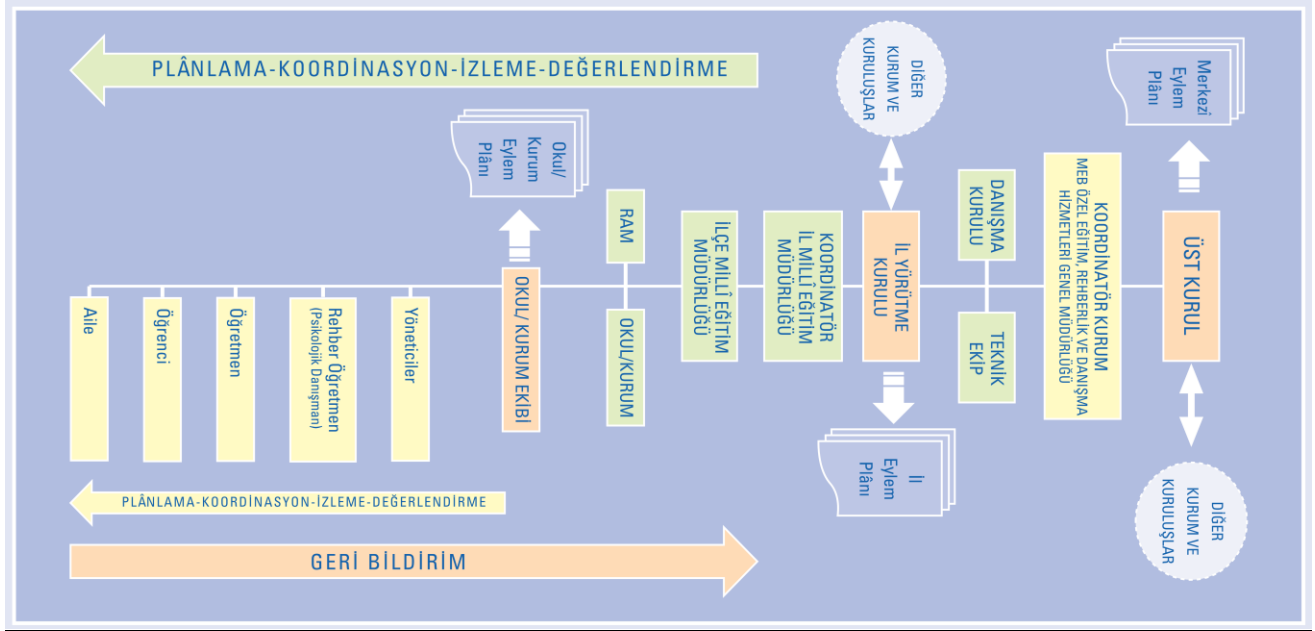 ÜST KURUL
Merkezi
Eylem
Plânı
DİĞER
KURUM VE
KURULUŞLAR
KOORDİNATÖR KURUM
MEB ÖZEL EĞİTİM, REHBERLİK VE DANIŞMA
HİZMETLERİ GENEL MÜDÜRLÜĞÜ
DANIŞMA
KURULU
TEKNİK
EKİP
DİĞER
KURUM VE
KURULUŞLAR
İL YÜRÜTME
KURULU
İl
Eylem
Plânı
KOORDİNATÖR
İL MİLLÎ EĞİTİM
MÜDÜRLÜĞÜ
İLÇE MİLLÎ EĞİTİM
MÜDÜRLÜĞÜ
RAM
OKUL/KURUM
Okul/
Kurum
Eylem
Plânı
OKUL/ KURUM EKİBİ
Yöneticiler
Rehber Öğretmen
(Psikolojik Danışman)
Öğretmen
Öğrenci
Aile
PLÂNLAMA-KOORDİNASYON-İZLEME-DEĞERLENDİRME
PLÂNLAMA-KOORDİNASYON-İZLEME-DEĞERLENDİRME
GERİ BİLDİRİM